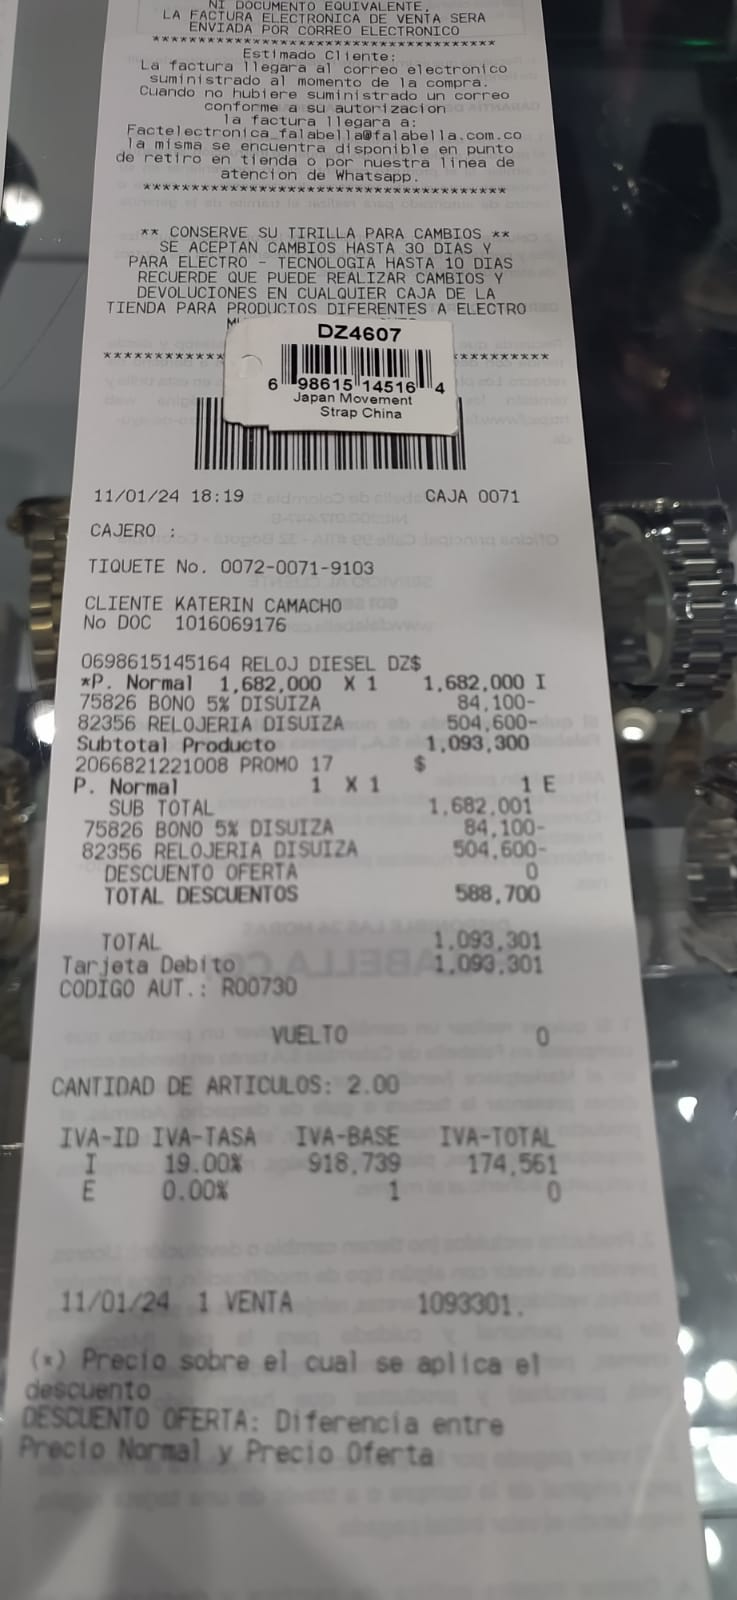 NI DOCUMENTO EQUIVALENTE.
LA FACTURA ELECTRONICA DE VENTA SERA
ENVIADA POR CORREO ELECTRONICO
************************************
Estimado Cliente:
La factura llegara al correo electronico
suministrado al momento de la compra.
Cuando no hubiere suministrado un correo
conforme a su autorizacion
la factura llegara a:
Factelectronica_falabella@falabella.com.co
la misma se encuentra disponible en punto
de retiro en tienda o por nuestra linea de
atencion de Whatsapp.
**************************************
** CONSERVE SU TIRILLA PARA CAMBIOS **
SE ACEPTAN CAMBIOS HASTA 30 DIAS Y
PARA ELECTRO - TECNOLOGIA HASTA 10 DIAS
RECUERDE QUE PUEDE REALIZAR CAMBIOS Y
DEVOLUCIONES EN CUALQUIER CAJA DE LA
TIENDA PARA PRODUCTOS DIFERENTES A ELECTRO
DZ4607
6 98615 14516 4
Japan Movement
Strap China
11/01/24 18:19 CAJA 0071
CAJERO :
TIQUETE No. 0072-0071-9103
CLIENTE KATERIN CAMACHO
No DOC 1016069176
0698615145164 RELOJ DIESEL DZ$
*P. Normal 1,682,000 X 1 1,682,000 I
75826 BONO 5% DISUIZA 84,100-
82356 RELOJERIA DISUIZA 504,600-
Subtotal Producto 1,093,300
2066821221008 PROMO 17 $
P. Normal 1 X 1 1 E
SUB TOTAL 1,682,001
75826 BONO 5% DISUIZA 84,100-
82356 RELOJERIA DISUIZA 504,600-
DESCUENTO OFERTA 0
TOTAL DESCUENTOS 588,700
TOTAL 1,093,301
Tarjeta Debito 1,093,301
CODIGO AUT.: R00730
VUELTO 0
CANTIDAD DE ARTICULOS: 2.00
IVA-ID IVA-TASA IVA-BASE IVA-TOTAL
I 19.00% 918,739 174,561
E 0.00% 1 0
11/01/24 1 VENTA 1093301.
(*) Precio sobre el cual se aplica el
descuento
DESCUENTO OFERTA: Diferencia entre
Precio Normal y Precio Oferta